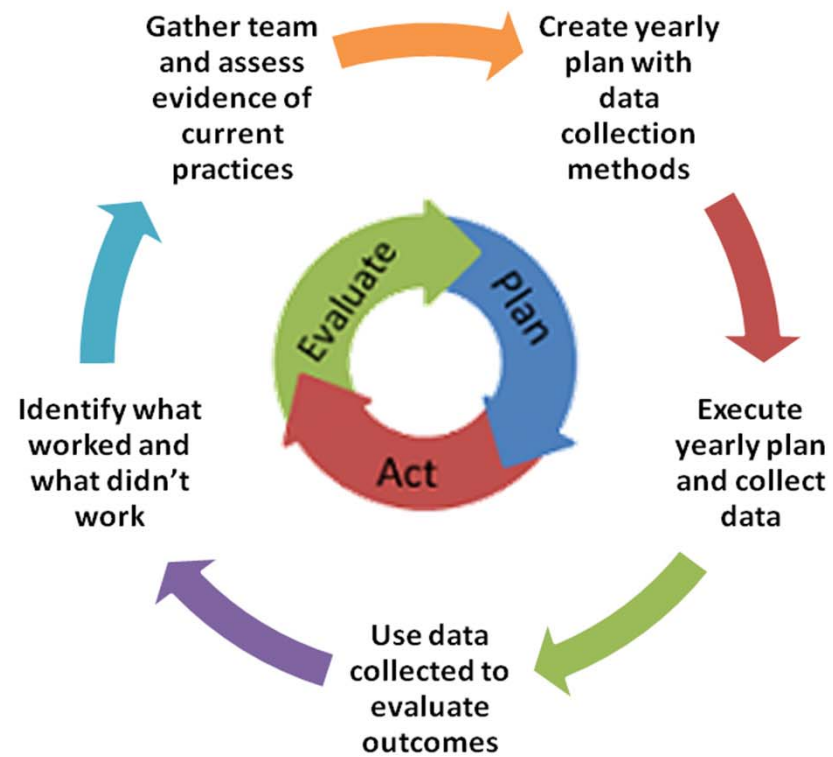 Gather team
and assess
evidence of
current
practices
Create yearly
plan with
data
collection
methods
Execute
yearly plan
and collect
data
Use data
collected to
evaluate
outcomes
Identify what
worked and
what didn’t
work
Evaluate
Plan
Act